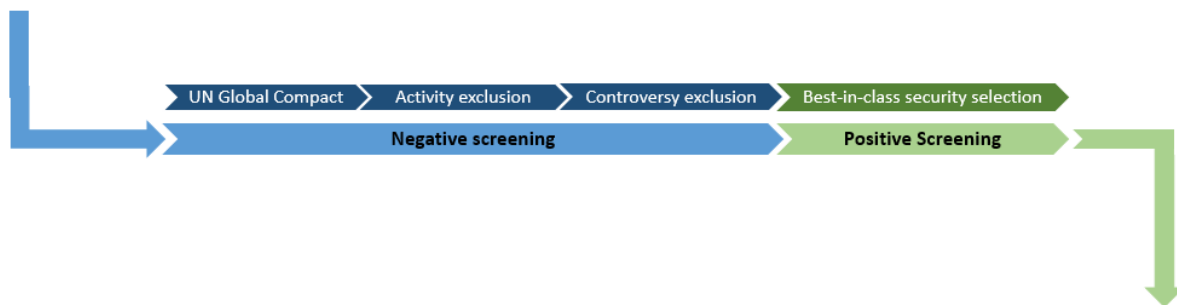 UN Global Compact
Activity exclusion
Controversy exclusion
Best-in-class security selection
Negative screening
Positive Screening